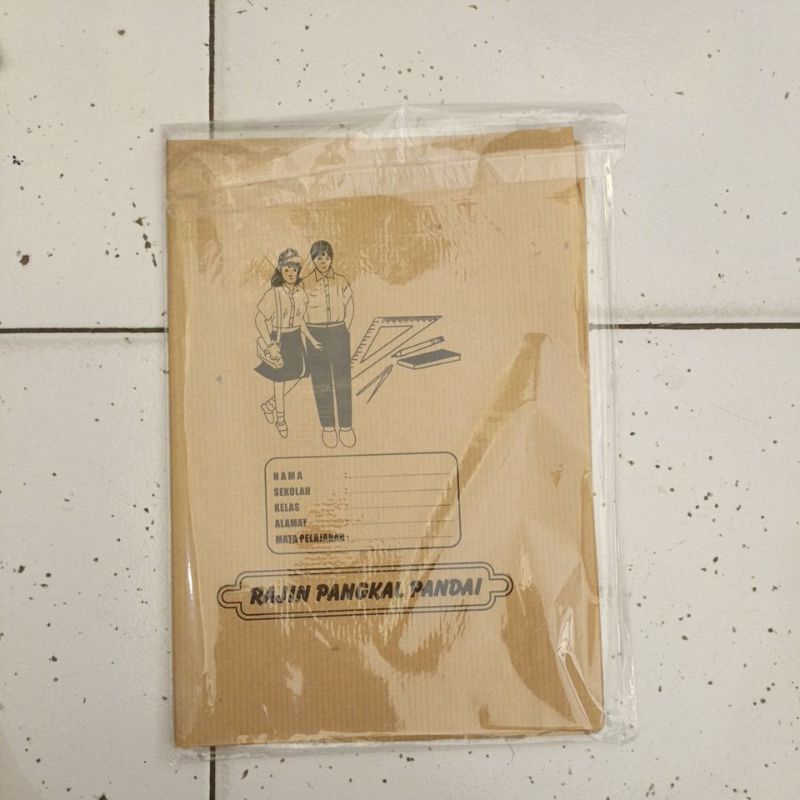 NAMA :
SEKOLAH :
KELAS :
ALAMAT :
MATA PELAJARAN :
RAJIN PANGKAL PANDAI